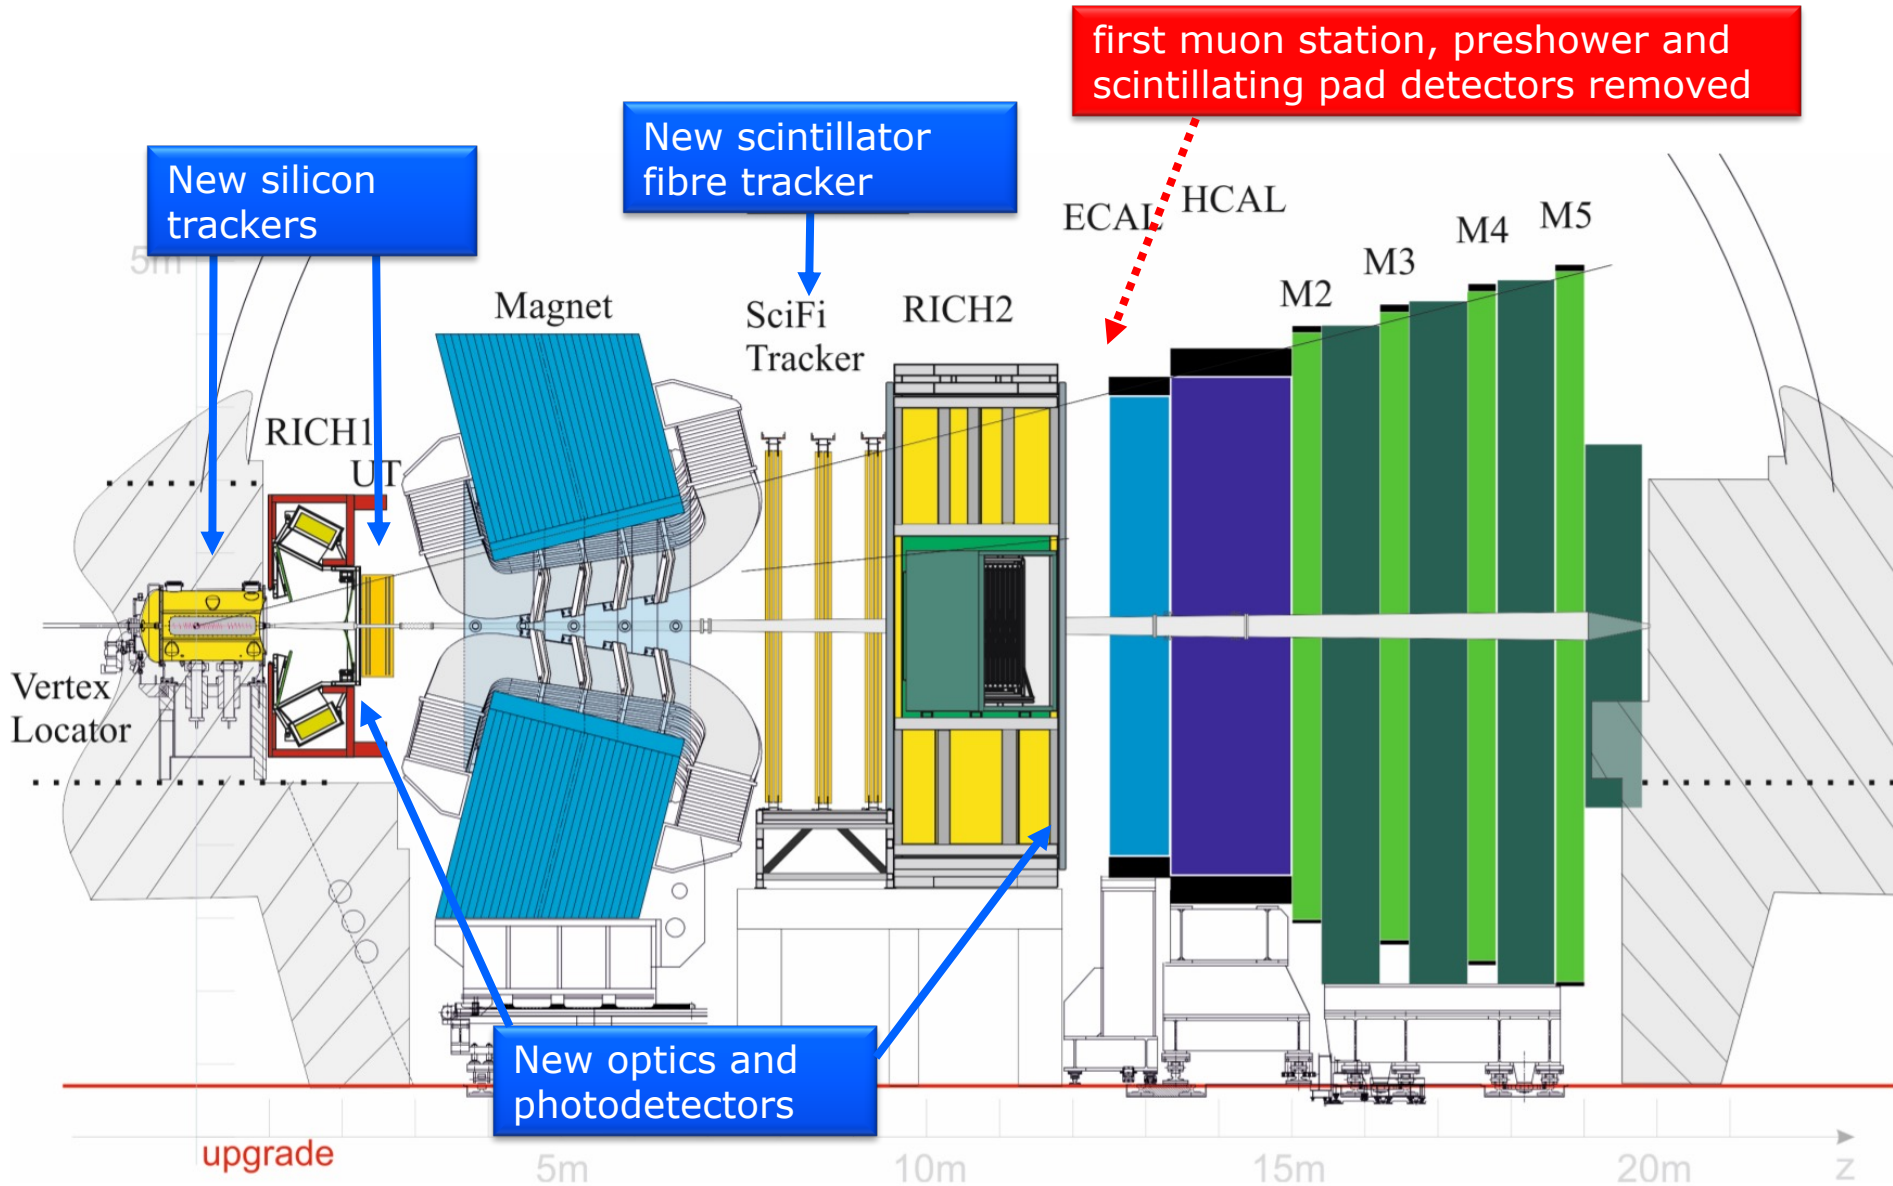 first muon station, preshower and
scintillating pad detectors removed
New scintillator
fibre tracker
New silicon
trackers
5m
ECAL
HCAL
M2
M3
M4
M5
Magnet
SciFi
Tracker
RICH2
RICH1
UT
Vertex
Locator
New optics and
photodetectors
upgrade
5m
10m
15m
20m
z